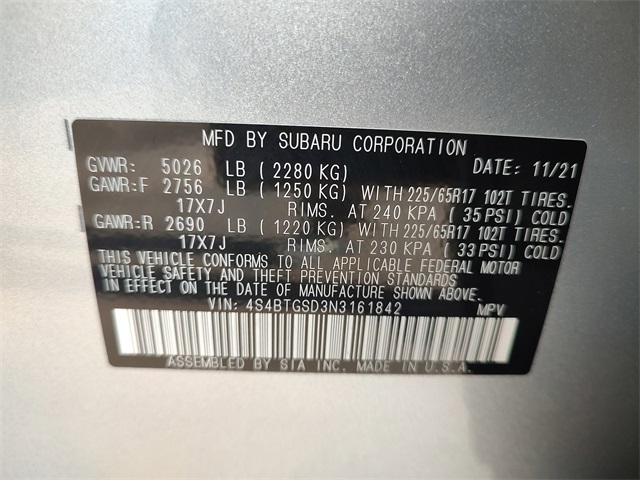 MFD BY SUBARU CORPORATION
GVWR: 5026 LB ( 2280 KG) DATE: 11/21
GAWR:F 2756 LB ( 1250 KG) WITH 225/65R17 102T TIRES.
17X7J RIMS. AT 240 KPA ( 35 PSI) COLD
GAWR:R 2690 LB ( 1220 KG) WITH 225/65R17 102T TIRES.
17X7J RIMS. AT 230 KPA ( 33 PSI) COLD
THIS VEHICLE CONFORMS TO ALL APPLICABLE FEDERAL MOTOR
VEHICLE SAFETY AND THEFT PREVENTION STANDARDS
IN EFFECT ON THE DATE OF MANUFACTURE SHOWN ABOVE.
VIN: 4S4BTGSD3N3161842 MPV
ASSEMBLED BY SIA INC. MADE IN U.S.A.